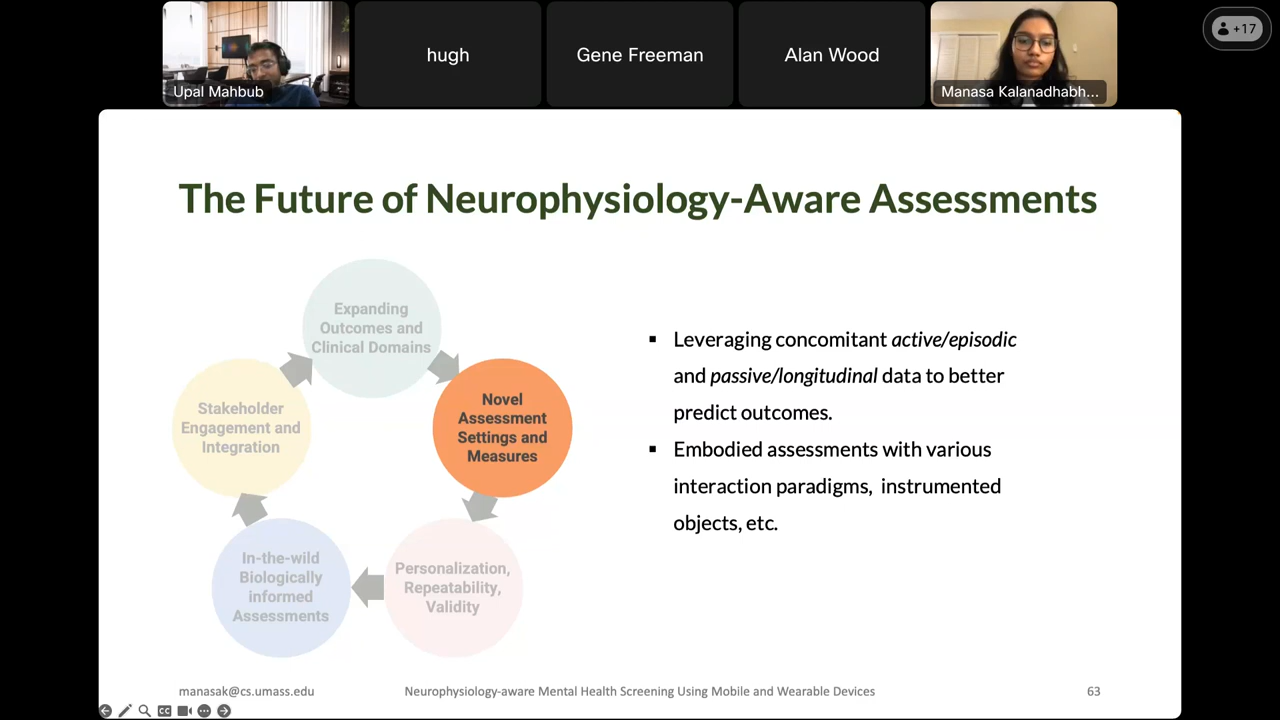 Upal Mahbub
hugh
Gene Freeman
Alan Wood
Manasa Kalanadhabh...
+17
The Future of Neurophysiology-Aware Assessments
Expanding
Outcomes and
Clinical Domains
Novel
Assessment
Settings and
Measures
Personalization,
Repeatability,
Validity
In-the-wild
Biologically
informed
Assessments
Stakeholder
Engagement and
Integration
▪ Leveraging concomitant active/episodic
and passive/longitudinal data to better
predict outcomes.
▪ Embodied assessments with various
interaction paradigms, instrumented
objects, etc.
manasak@cs.umass.edu
Neurophysiology-aware Mental Health Screening Using Mobile and Wearable Devices
63
CC